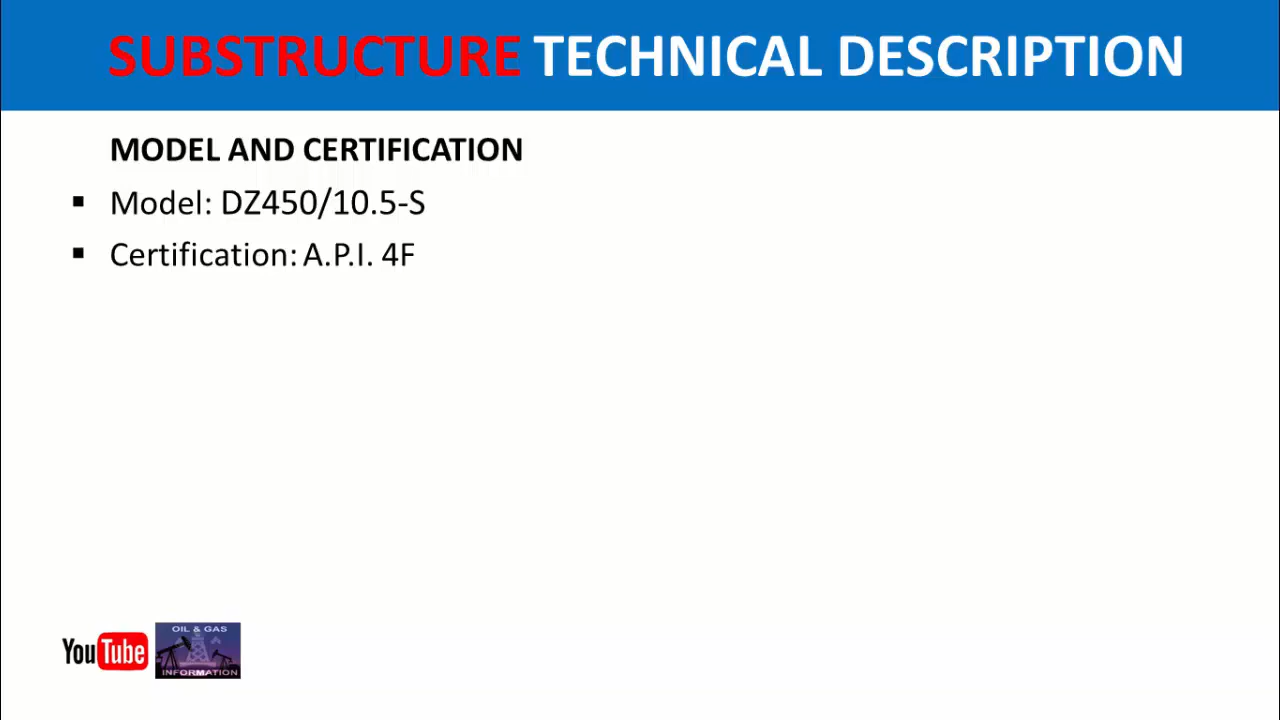 SUBSTRUCTURE TECHNICAL DESCRIPTION
MODEL AND CERTIFICATION
▪ Model: DZ450/10.5-S
▪ Certification: A.P.I. 4F
YouTube
OIL & GAS
INFORMATION